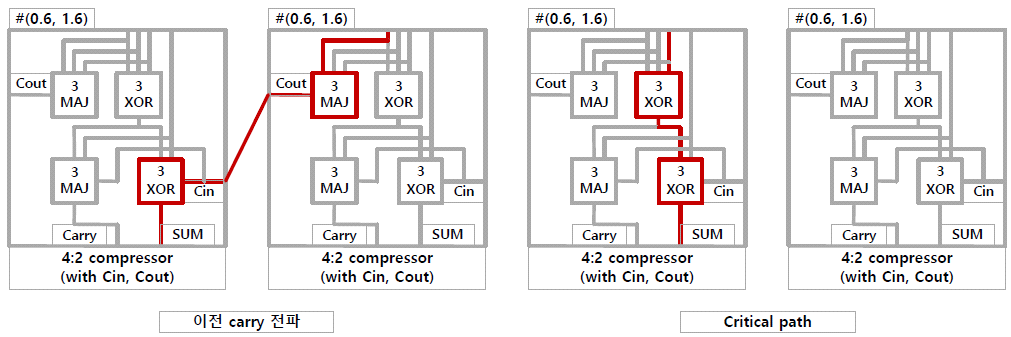 #(0.6, 1.6)
#(0.6, 1.6)
#(0.6, 1.6)
#(0.6, 1.6)
Cout
3
MAJ
3
XOR
3
MAJ
3
XOR
Cin
Carry
SUM
4:2 compressor
(with Cin, Cout)
Cout
3
MAJ
3
XOR
3
MAJ
3
XOR
Cin
Carry
SUM
4:2 compressor
(with Cin, Cout)
Cout
3
MAJ
3
XOR
3
MAJ
3
XOR
Cin
Carry
SUM
4:2 compressor
(with Cin, Cout)
Cout
3
MAJ
3
XOR
3
MAJ
3
XOR
Cin
Carry
SUM
4:2 compressor
(with Cin, Cout)
이전 carry 전파
Critical path